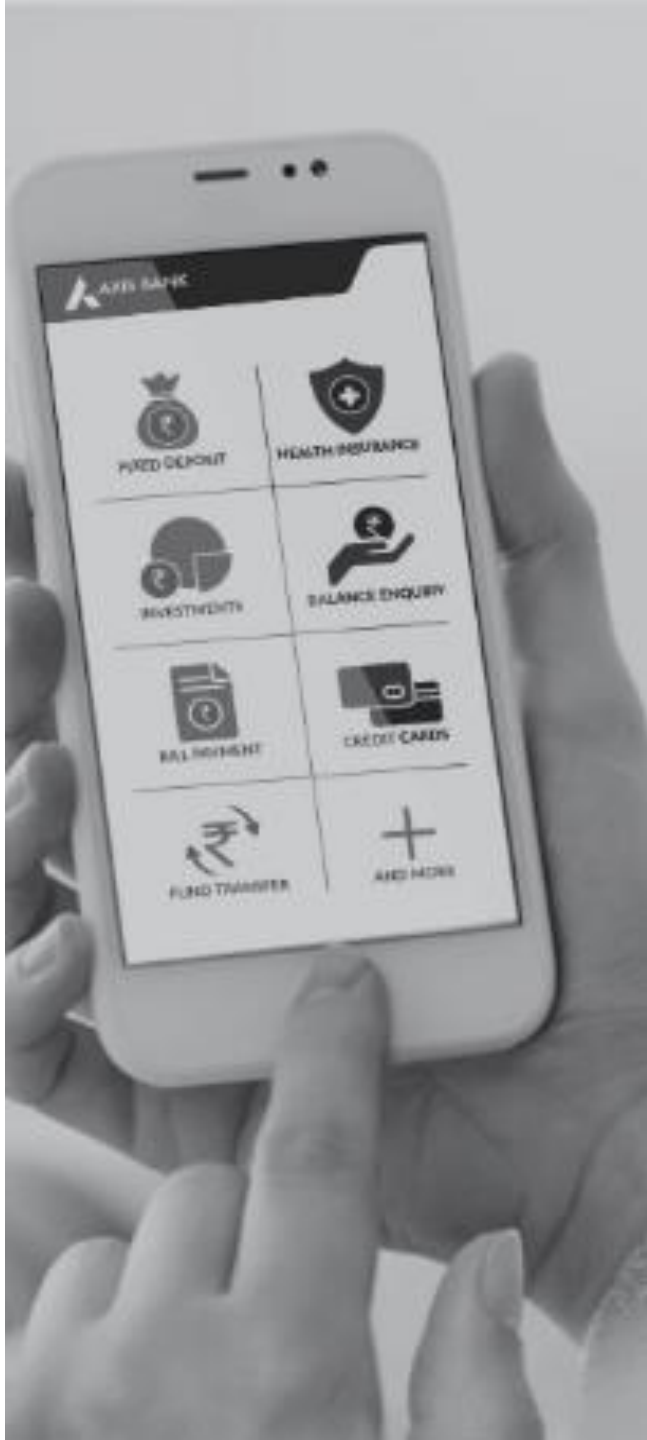 AXIS BANK
FIXED DEPOSIT
HEALTH INSURANCE
INVESTMENTS
BALANCE ENQUIRY
BILL PAYMENT
CREDIT CARDS
FUND TRANSFER
AND MORE